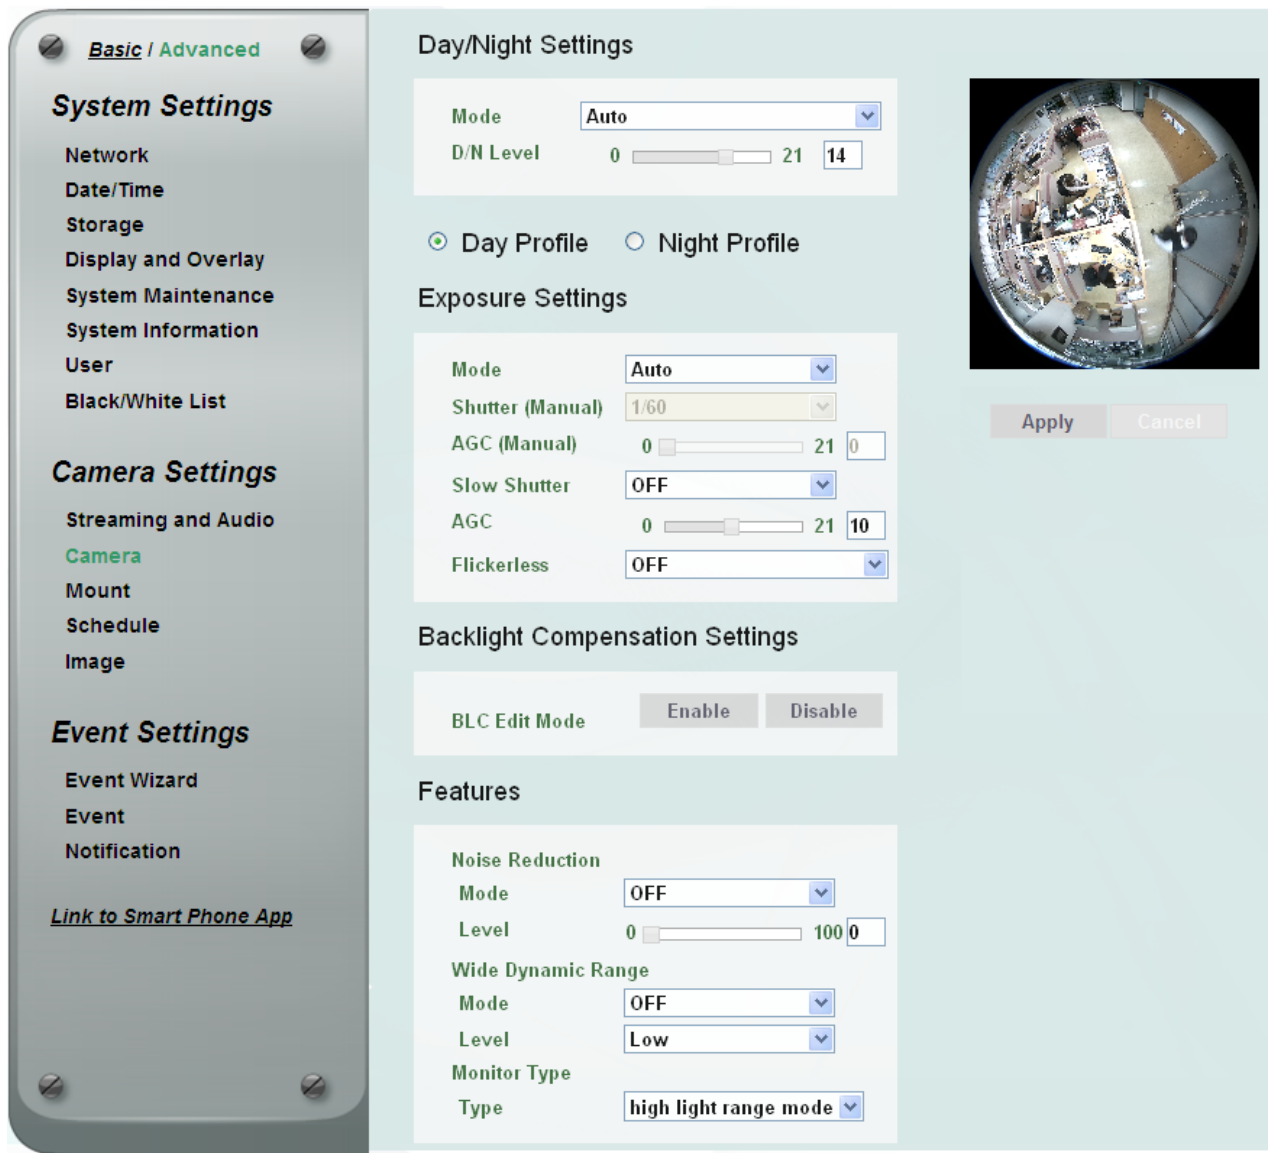 Basic / Advanced
System Settings
Network
Date/Time
Storage
Display and Overlay
System Maintenance
System Information
User
Black/White List
Camera Settings
Streaming and Audio
Camera
Mount
Schedule
Image
Event Settings
Event Wizard
Event
Notification
Link to Smart Phone App
Day/Night Settings
Mode Auto
D/N Level 0 21 14
Day Profile Night Profile
Exposure Settings
Mode Auto
Shutter (Manual) 1/60
AGC (Manual) 0 21 0
Slow Shutter OFF
AGC 0 21 10
Flickerless OFF
Backlight Compensation Settings
BLC Edit Mode Enable Disable
Features
Noise Reduction
Mode OFF
Level 0 100 0
Wide Dynamic Range
Mode OFF
Level Low
Monitor Type
Type high light range mode
Apply Cancel